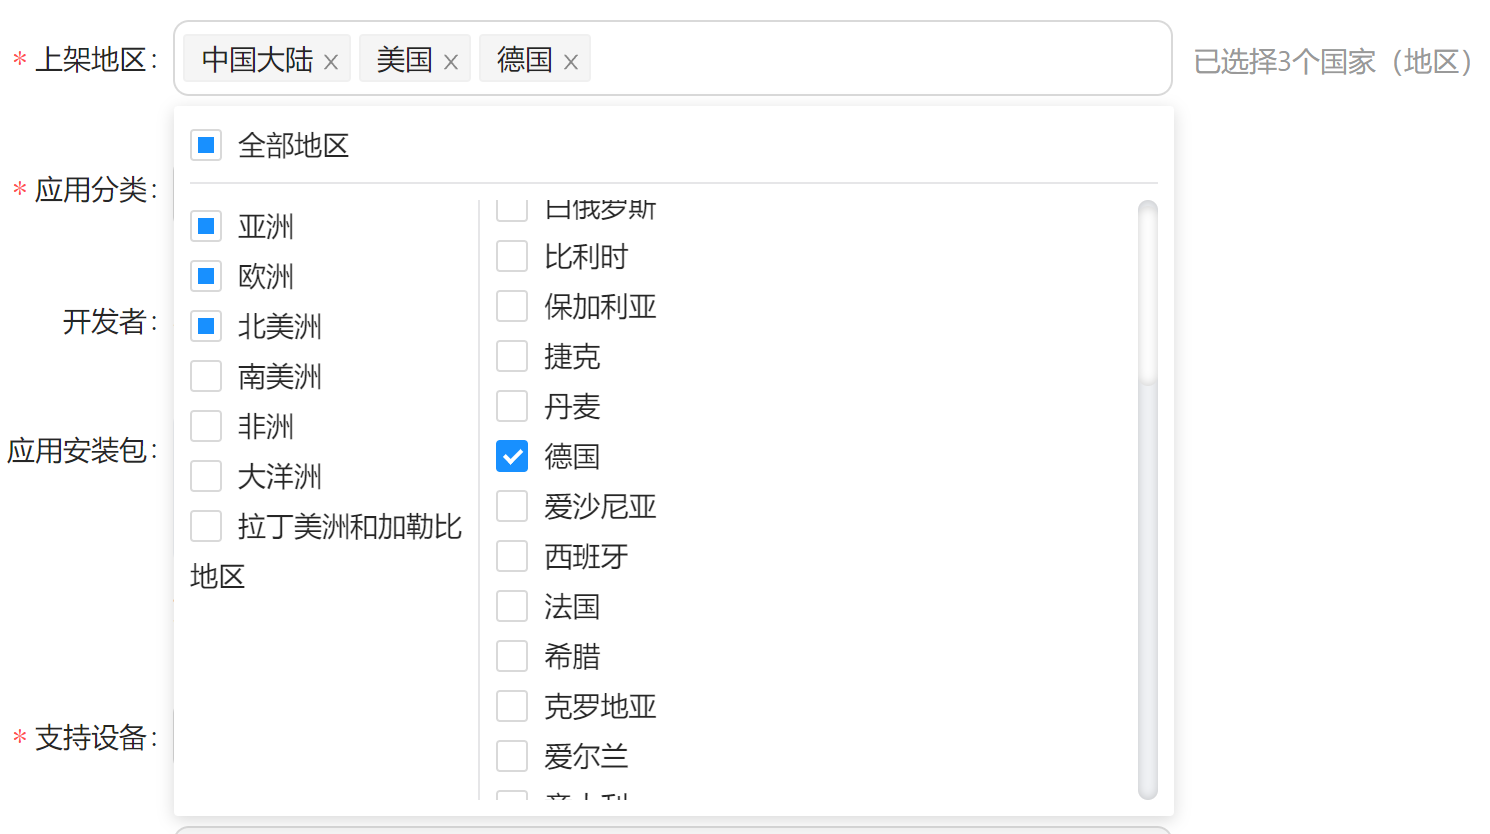 * 上架地区：
中国大陆 × 美国 × 德国 ×
已选择3个国家（地区）
全部地区
* 应用分类：
开发者：
应用安装包：
* 支持设备：
亚洲
欧洲
北美洲
南美洲
非洲
大洋洲
拉丁美洲和加勒比
地区
白俄罗斯
比利时
保加利亚
捷克
丹麦
德国
爱沙尼亚
西班牙
法国
希腊
克罗地亚
爱尔兰